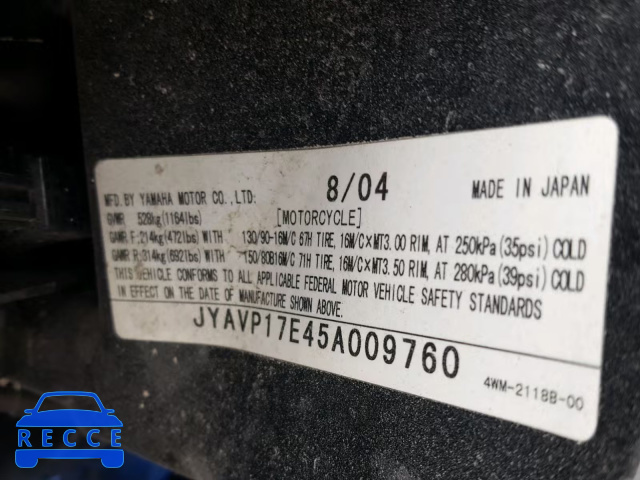 MFD. BY YAMAHA MOTOR CO., LTD. 8/04 MADE IN JAPAN
GVWR 528kg(1164lbs) [MOTORCYCLE]
GAWR F: 214kg(472lbs) WITH 130/90-16M/C 67H TIRE, 16M/C×MT3.00 RIM, AT 250kPa(35psi) COLD
GAWR R: 314kg(692lbs) WITH 150/80B16M/C 71H TIRE, 16M/C×MT3.50 RIM, AT 280kPa(39psi) COLD
THIS VEHICLE CONFORMS TO ALL APPLICABLE FEDERAL MOTOR VEHICLE SAFETY STANDARDS
IN EFFECT ON THE DATE OF MANUFACTURE SHOWN ABOVE.
JYAVP17E45A009760
4WM-2118B-00
RECCE